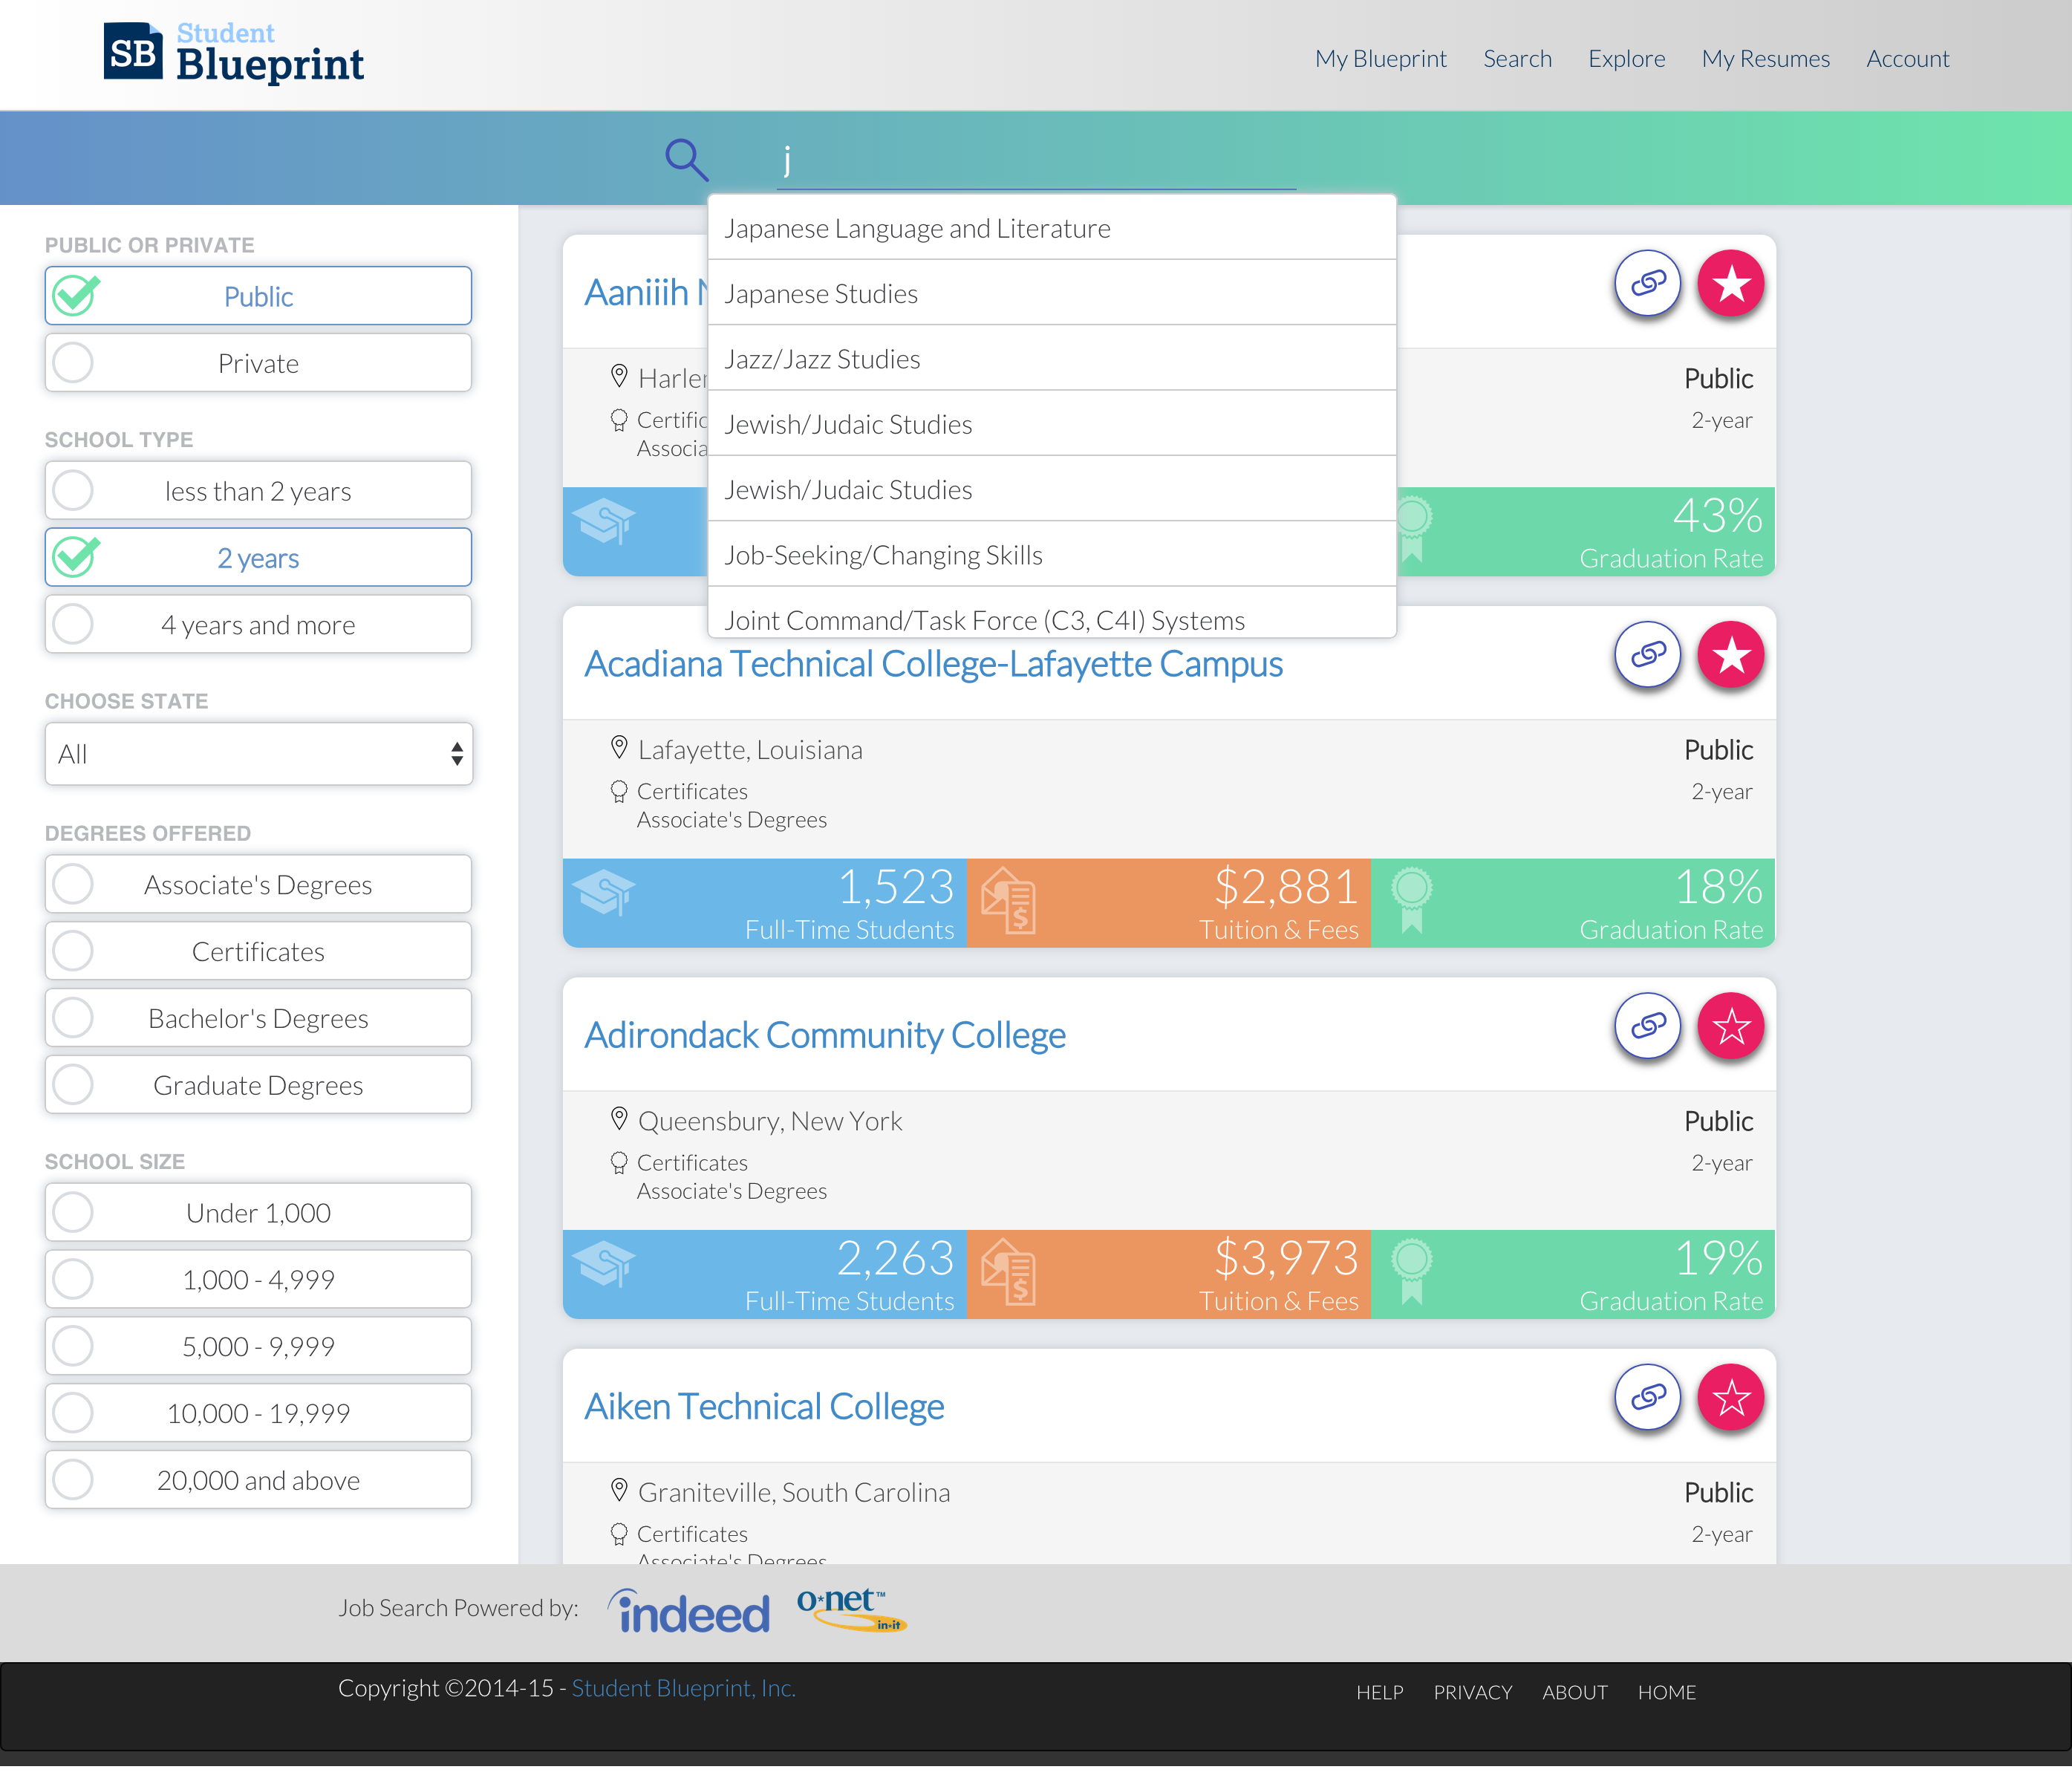 SB Student
Blueprint
My Blueprint Search Explore My Resumes Account
j
Japanese Language and Literature
Japanese Studies
Jazz/Jazz Studies
Jewish/Judaic Studies
Jewish/Judaic Studies
Job-Seeking/Changing Skills
Joint Command/Task Force (C3, C4I) Systems
PUBLIC OR PRIVATE
Public
Private
SCHOOL TYPE
less than 2 years
2 years
4 years and more
CHOOSE STATE
All
DEGREES OFFERED
Associate's Degrees
Certificates
Bachelor's Degrees
Graduate Degrees
SCHOOL SIZE
Under 1,000
1,000 - 4,999
5,000 - 9,999
10,000 - 19,999
20,000 and above
Aaniiih
Public
2-year
43%
Graduation Rate
Acadiana Technical College-Lafayette Campus
Lafayette, Louisiana Public
Certificates 2-year
Associate's Degrees
1,523 $2,881 18%
Full-Time Students Tuition & Fees Graduation Rate
Adirondack Community College
Queensbury, New York Public
Certificates 2-year
Associate's Degrees
2,263 $3,973 19%
Full-Time Students Tuition & Fees Graduation Rate
Aiken Technical College
Graniteville, South Carolina Public
Certificates 2-year
Associate's Degrees
Job Search Powered by: indeed o*net™
in-it
Copyright ©2014-15 - Student Blueprint, Inc. HELP PRIVACY ABOUT HOME